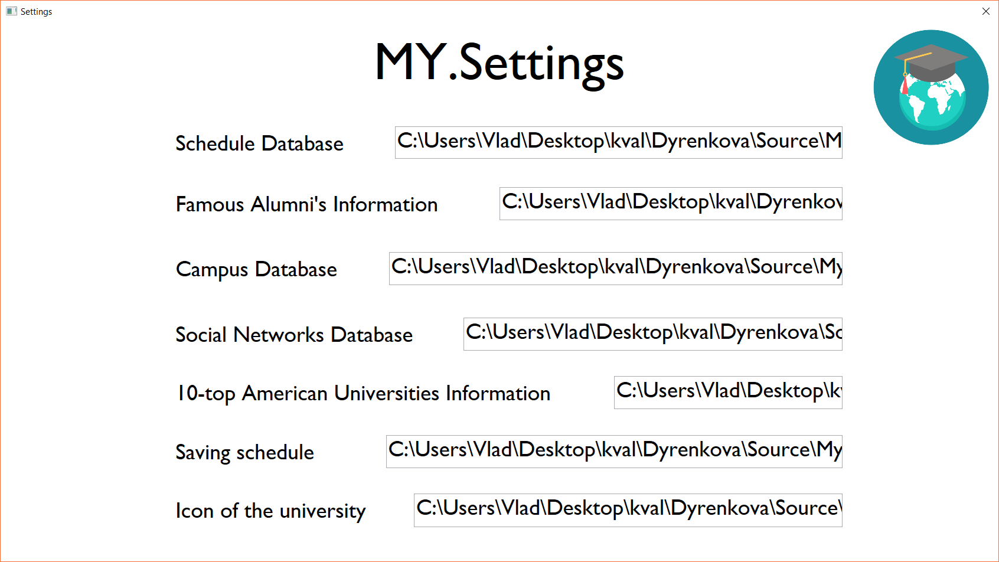 Settings
MY.Settings
Schedule Database C:\Users\Vlad\Desktop\kval\Dyrenkova\Source\M
Famous Alumni's Information C:\Users\Vlad\Desktop\kval\Dyrenkov
Campus Database C:\Users\Vlad\Desktop\kval\Dyrenkova\Source\My
Social Networks Database C:\Users\Vlad\Desktop\kval\Dyrenkova\So
10-top American Universities Information C:\Users\Vlad\Desktop\kv
Saving schedule C:\Users\Vlad\Desktop\kval\Dyrenkova\Source\My
Icon of the university C:\Users\Vlad\Desktop\kval\Dyrenkova\Source\